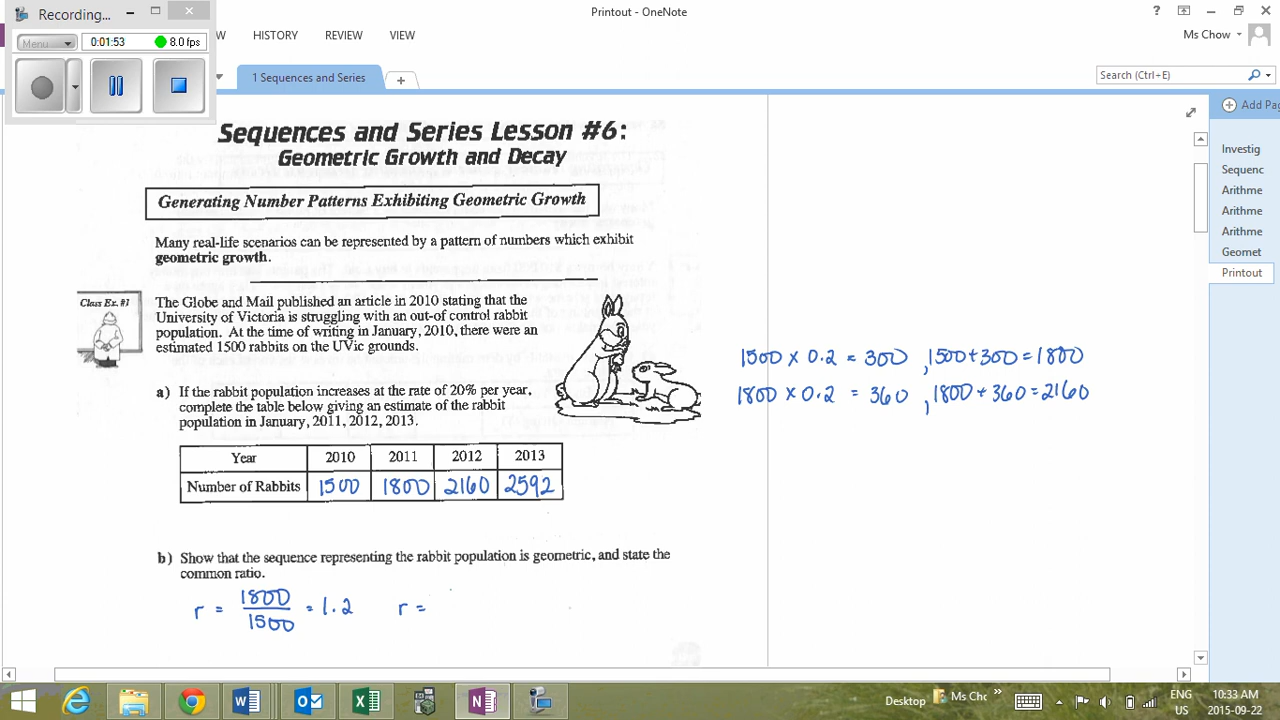 Recording...
Printout - OneNote
?
Menu
0:01:53
8.0 fps
W
HISTORY
REVIEW
VIEW
Ms Chow
1 Sequences and Series
+
Search (Ctrl+E)
Add Pag
Investig
Sequenc
Arithme
Arithme
Arithme
Geomet
Printout
Sequences and Series Lesson #6:
Geometric Growth and Decay
Generating Number Patterns Exhibiting Geometric Growth
Many real-life scenarios can be represented by a pattern of numbers which exhibit
geometric growth.
Class Ex. #1
The Globe and Mail published an article in 2010 stating that the
University of Victoria is struggling with an out-of control rabbit
population. At the time of writing in January, 2010, there were an
estimated 1500 rabbits on the UVic grounds.
1500 x 0.2 = 300 , 1500+300 = 1800
1800 x 0.2 = 360 , 1800 + 360 = 2160
a) If the rabbit population increases at the rate of 20% per year,
complete the table below giving an estimate of the rabbit
population in January, 2011, 2012, 2013.
Year 2010 2011 2012 2013
Number of Rabbits 1500 1800 2160 2592
b) Show that the sequence representing the rabbit population is geometric, and state the
common ratio.
r = 1800/1500 = 1.2 r =
Desktop
Ms Chc
ENG
US
10:33 AM
2015-09-22